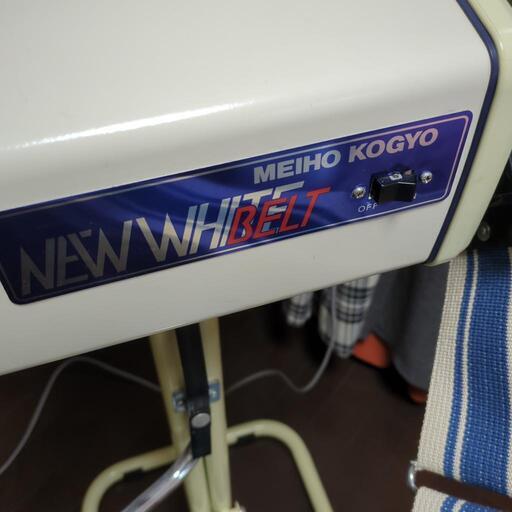 MEIHO KOGYO
NEW WHITE
BELT
OFF